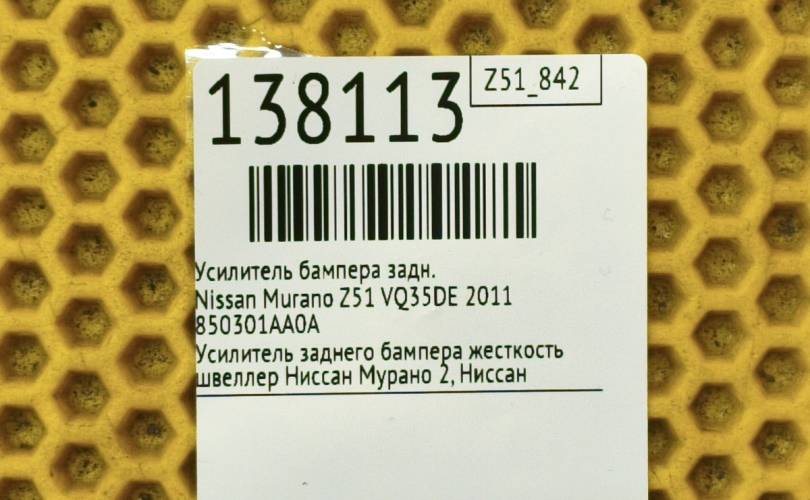 138113
Z51_842
Усилитель бампера задн.
Nissan Murano Z51 VQ35DE 2011
850301AA0A
Усилитель заднего бампера жесткость
швеллер Ниссан Мурано 2, Ниссан